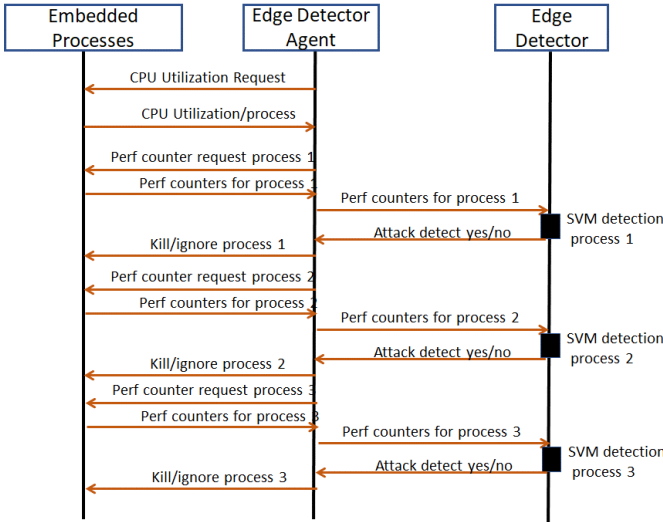 Embedded
Processes
Edge Detector
Agent
Edge
Detector
CPU Utilization Request
CPU Utilization/process
Perf counter request process 1
Perf counters for process 1
Perf counters for process 1
SVM detection
process 1
Attack detect yes/no
Kill/ignore process 1
Perf counter request process 2
Perf counters for process 2
Perf counters for process 2
SVM detection
process 2
Attack detect yes/no
Kill/ignore process 2
Perf counter request process 3
Perf counters for process 3
Perf counters for process 3
SVM detection
process 3
Attack detect yes/no
Kill/ignore process 3